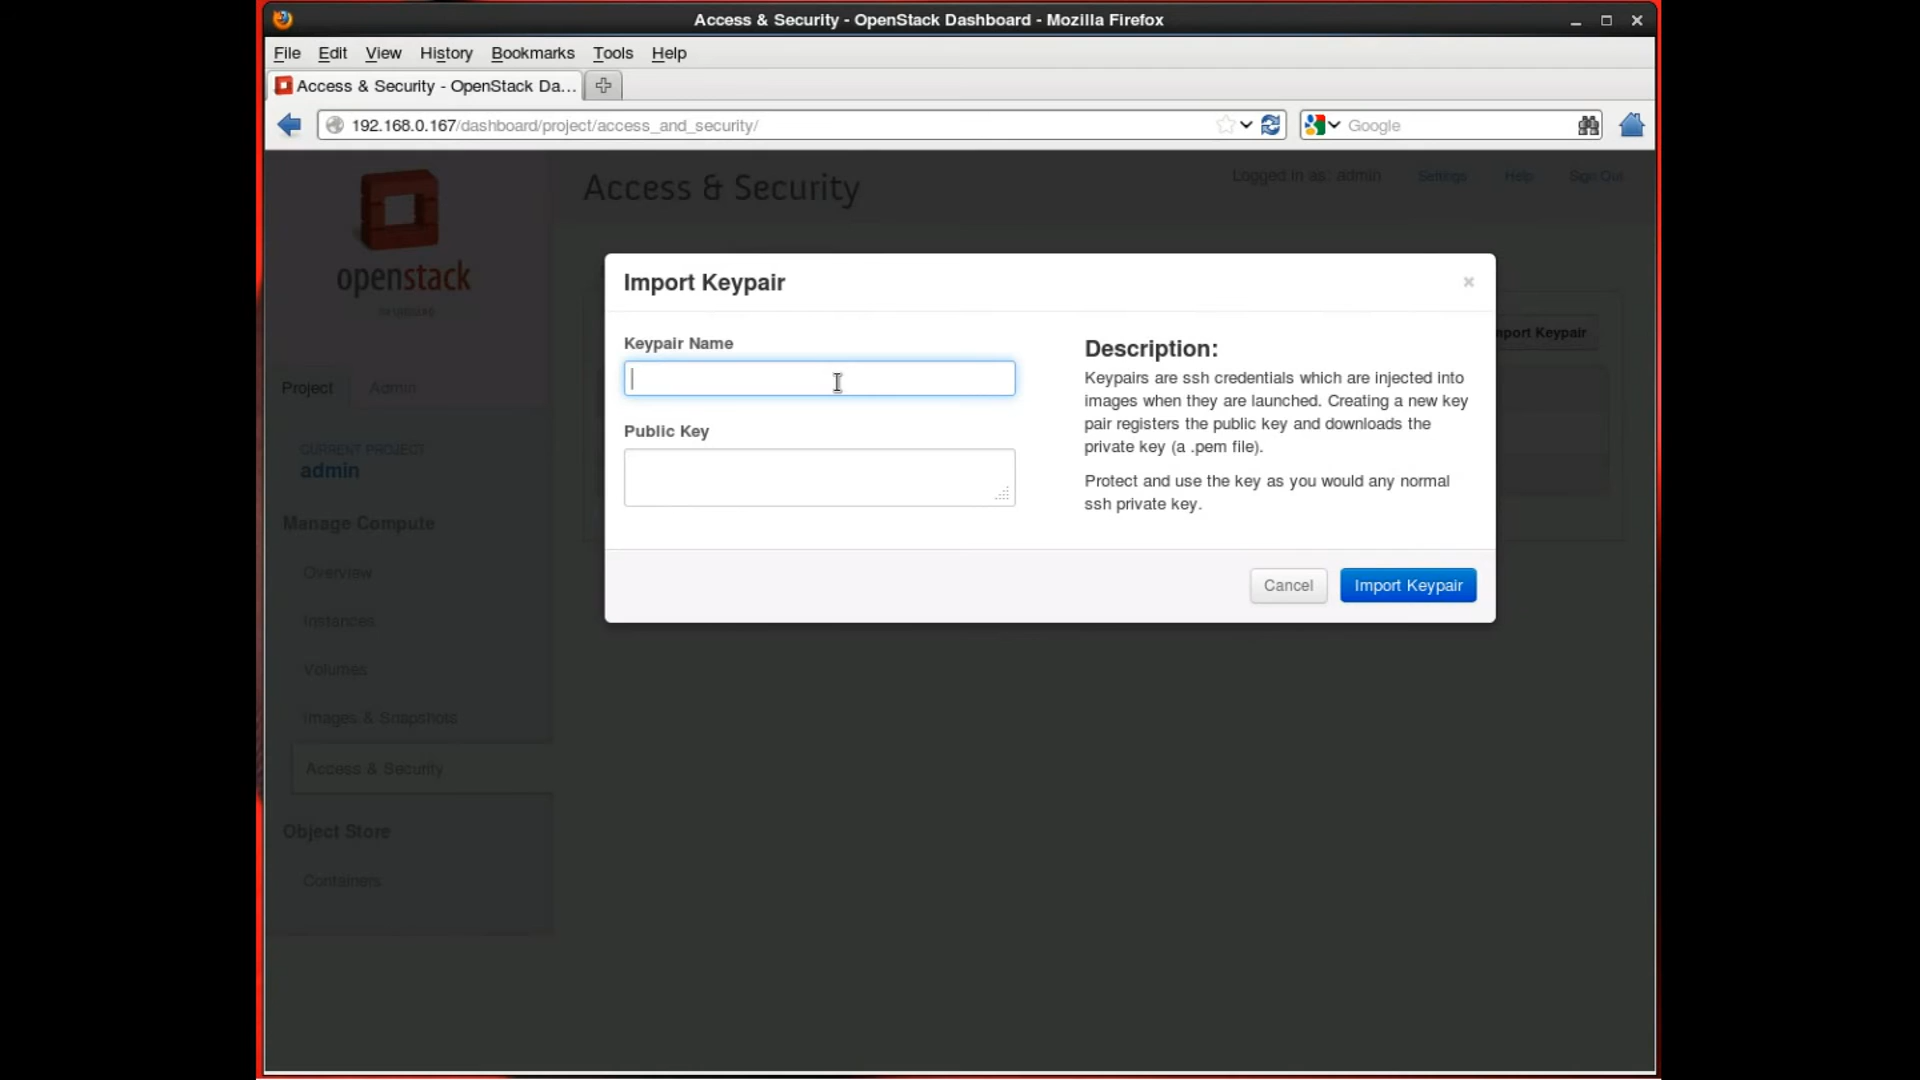 Access & Security - OpenStack Dashboard - Mozilla Firefox
File Edit View History Bookmarks Tools Help
Access & Security - OpenStack Da...
192.168.0.167/dashboard/project/access_and_security/
Google
Access & Security
Logged in as: admin Settings Help Sign Out
openstack
DASHBOARD
Import Keypair
Keypair Name
Description:
Keypairs are ssh credentials which are injected into
images when they are launched. Creating a new key
pair registers the public key and downloads the
private key (a .pem file).
Protect and use the key as you would any normal
ssh private key.
Public Key
Cancel Import Keypair
mport Keypair
Project Admin
CURRENT PROJECT
admin
Manage Compute
Overview
Instances
Volumes
Images & Snapshots
Access & Security
Object Store
Containers